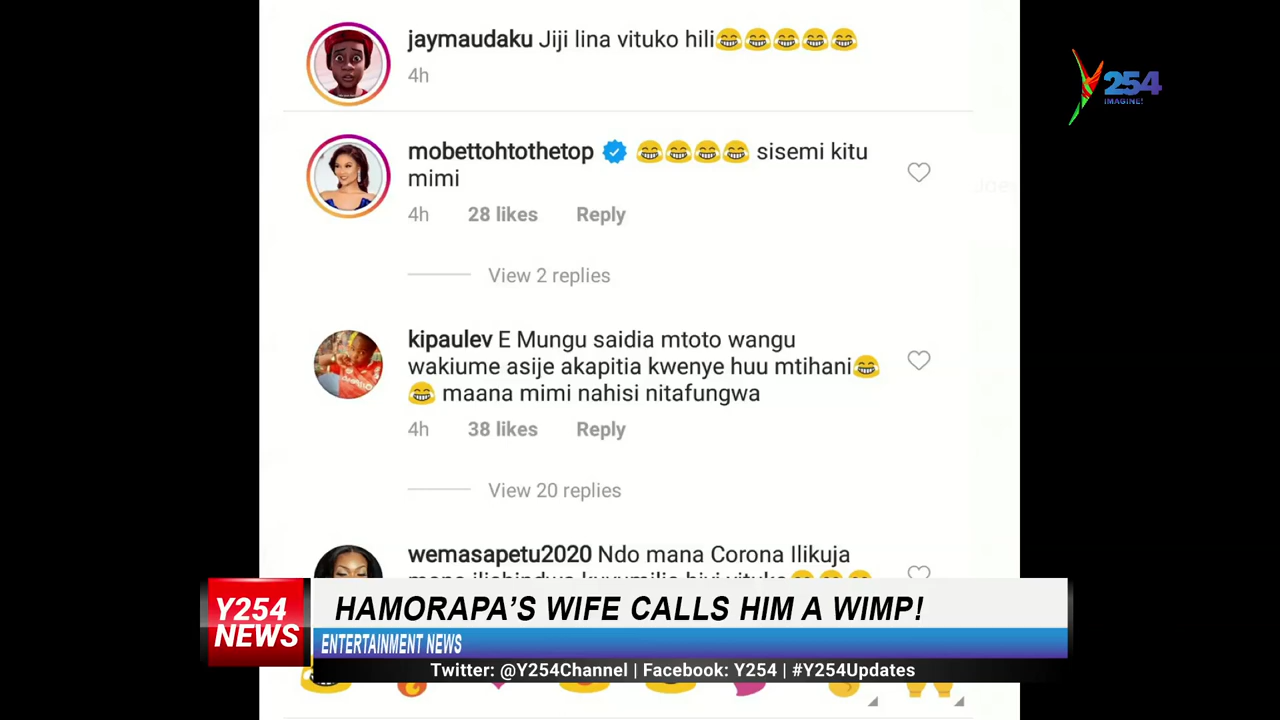 jaymaudaku Jiji lina vituko hili😂😂😂😂😂
4h
254
IMAGINE!
mobettohtothetop 😂😂😂😂 sisemi kitu
mimi
4h 28 likes Reply
View 2 replies
kipaulev E Mungu saidia mtoto wangu
wakiume asije akapitia kwenye huu mtihani😂
😂 maana mimi nahisi nitafungwa
4h 38 likes Reply
View 20 replies
wemasapetu2020 Ndo mana Corona Ilikuja
Y254
NEWS
HAMORAPA'S WIFE CALLS HIM A WIMP!
ENTERTAINMENT NEWS
Twitter: @Y254Channel | Facebook: Y254 | #Y254Updates